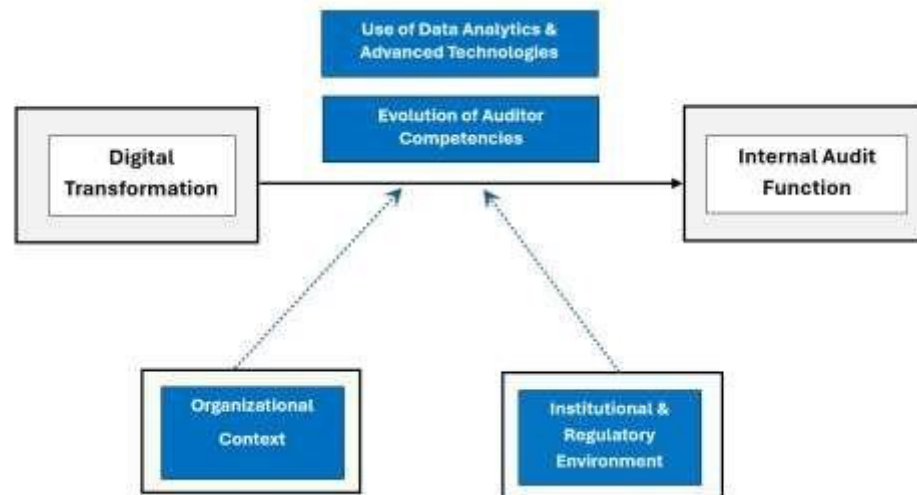 Use of Data Analytics &
Advanced Technologies
Evolution of Auditor
Competencies
Digital
Transformation
Internal Audit
Function
Organizational
Context
Institutional &
Regulatory
Environment